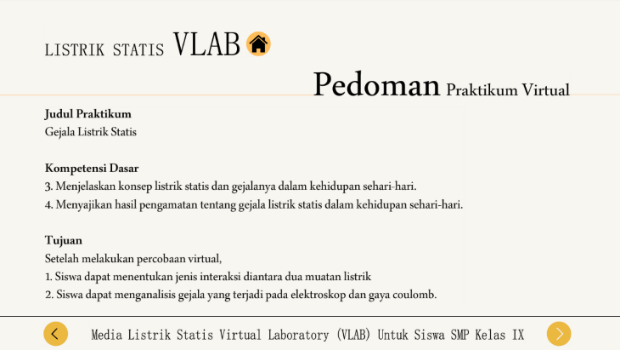 LISTRIK STATIS VLAB
Pedoman Praktikum Virtual
Judul Praktikum
Gejala Listrik Statis
Kompetensi Dasar
3. Menjelaskan konsep listrik statis dan gejalanya dalam kehidupan sehari-hari.
4. Menyajikan hasil pengamatan tentang gejala listrik statis dalam kehidupan sehari-hari.
Tujuan
Setelah melakukan percobaan virtual,
1. Siswa dapat menentukan jenis interaksi diantara dua muatan listrik
2. Siswa dapat menganalisis gejala yang terjadi pada elektroskop dan gaya coulomb.
Media Listrik Statis Virtual Laboratory (VLAB) Untuk Siswa SMP Kelas IX